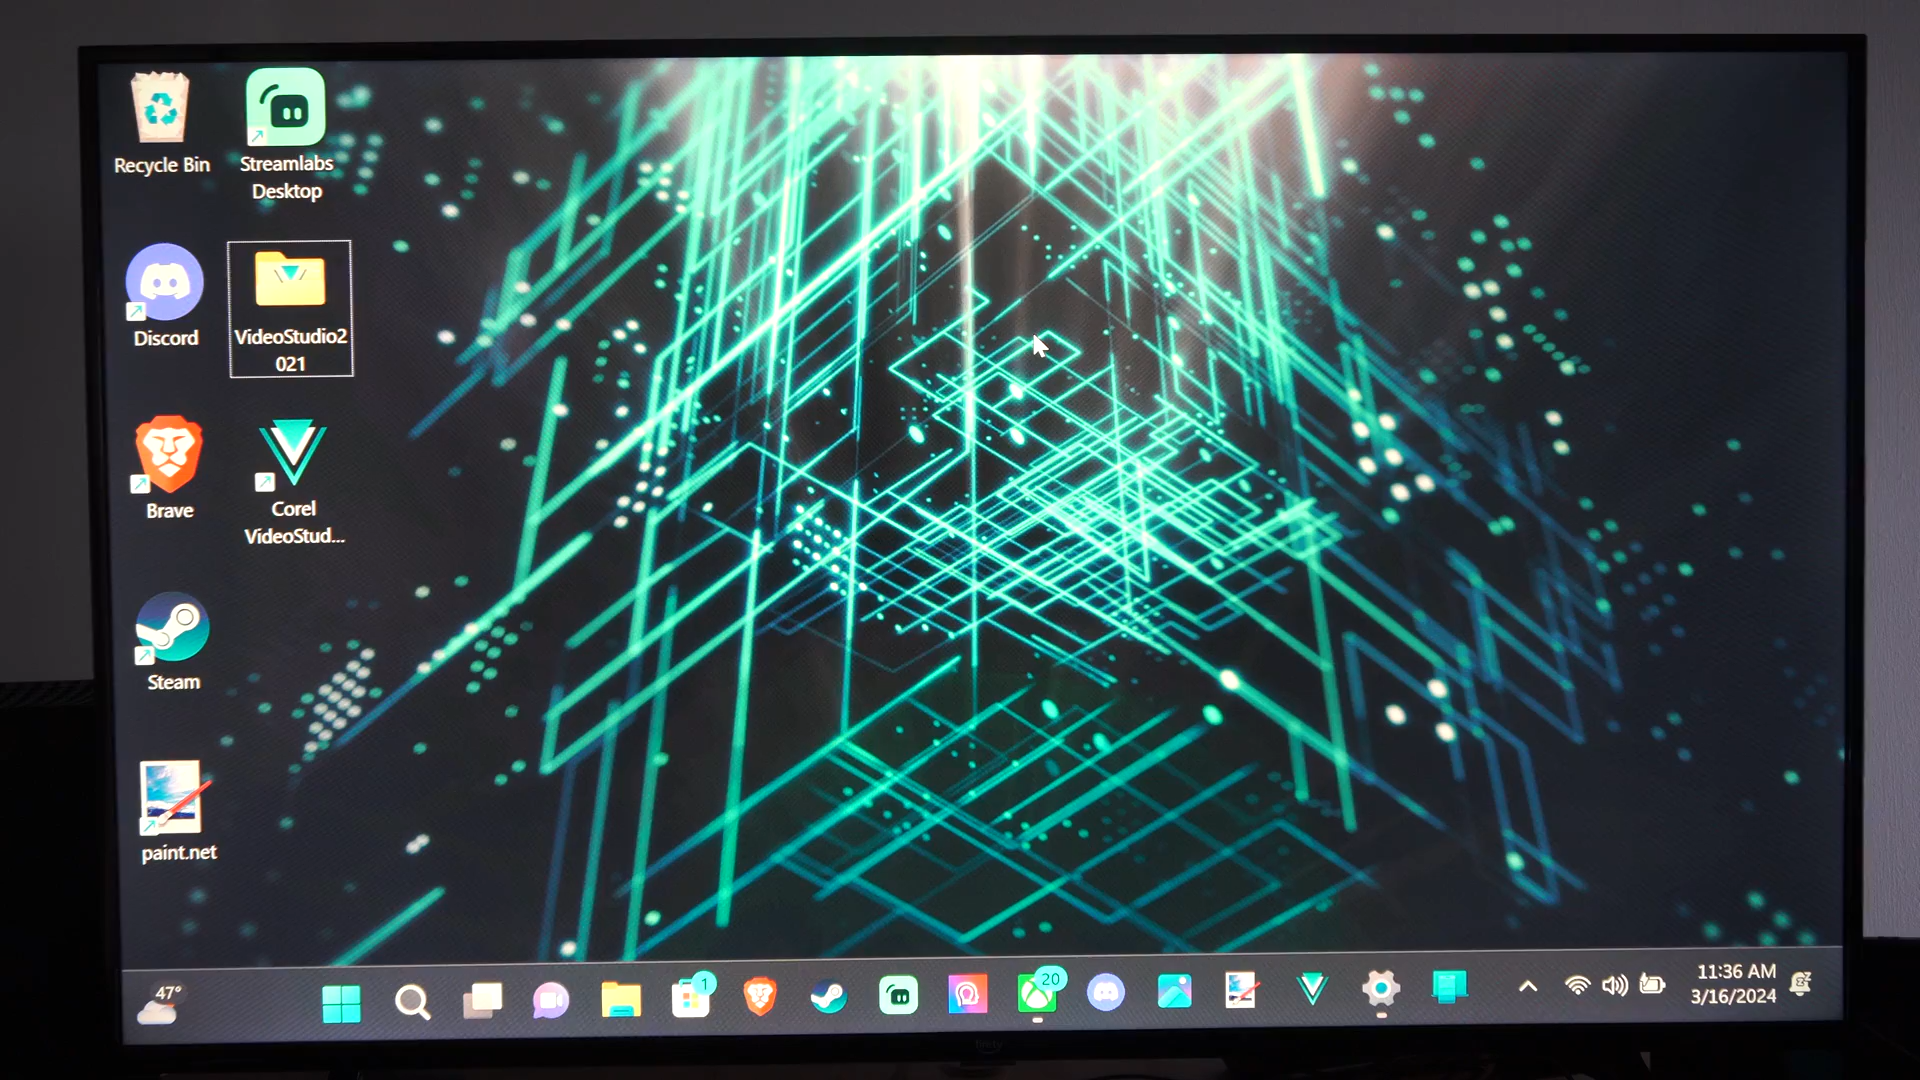 Recycle Bin
Streamlabs
Desktop
Discord
VideoStudio2
021
Brave
Corel
VideoStud...
Steam
paint.net
47°
1
20
11:36 AM
3/16/2024